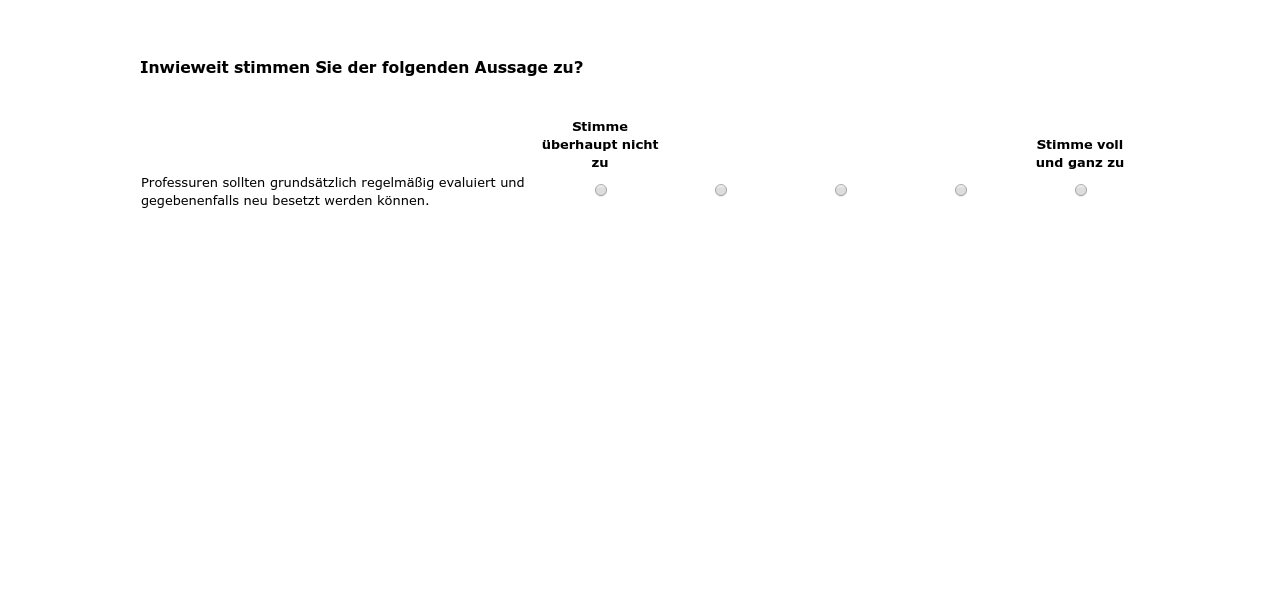 Inwieweit stimmen Sie der folgenden Aussage zu?
Stimme
überhaupt nicht
zu
Stimme voll
und ganz zu
Professuren sollten grundsätzlich regelmäßig evaluiert und
gegebenenfalls neu besetzt werden können.